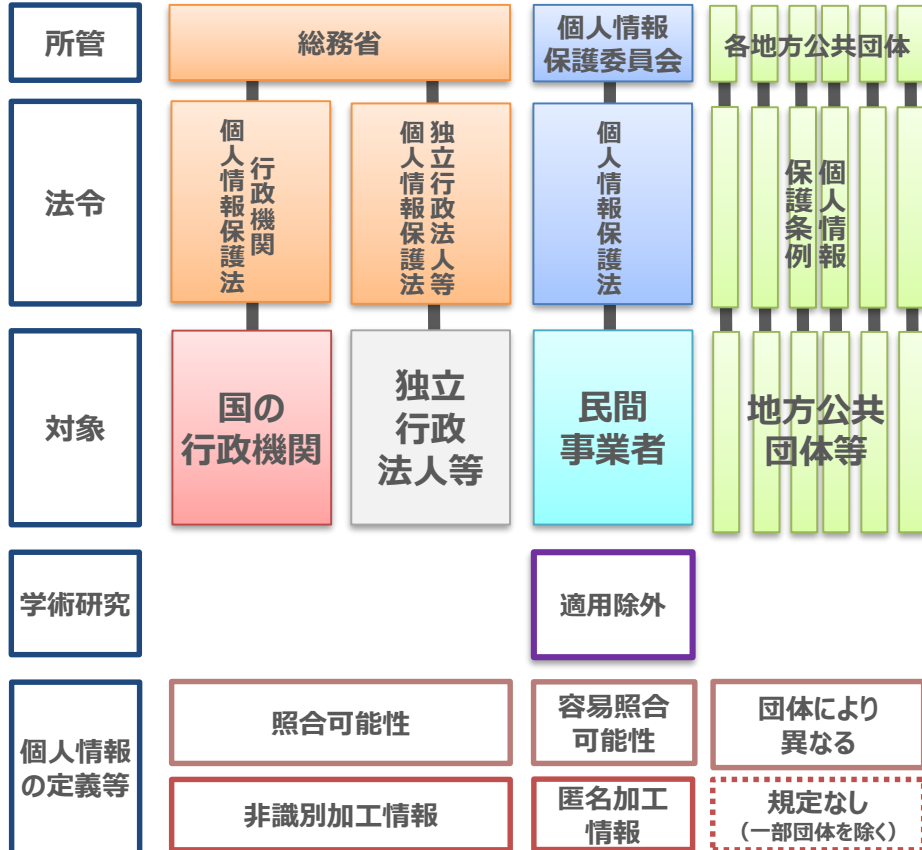 所管
総務省
個人情報
保護委員会
各地方公共団体
法令
行政機関
個人情報保護法
独立行政法人等
個人情報保護法
個人情報保護法
個人情報
保護条例
対象
国の
行政機関
独立
行政
法人等
民間
事業者
地方公共
団体等
学術研究
適用除外
個人情報
の定義等
照合可能性
容易照合
可能性
団体により
異なる
非識別加工情報
匿名加工
情報
規定なし
（一部団体を除く）